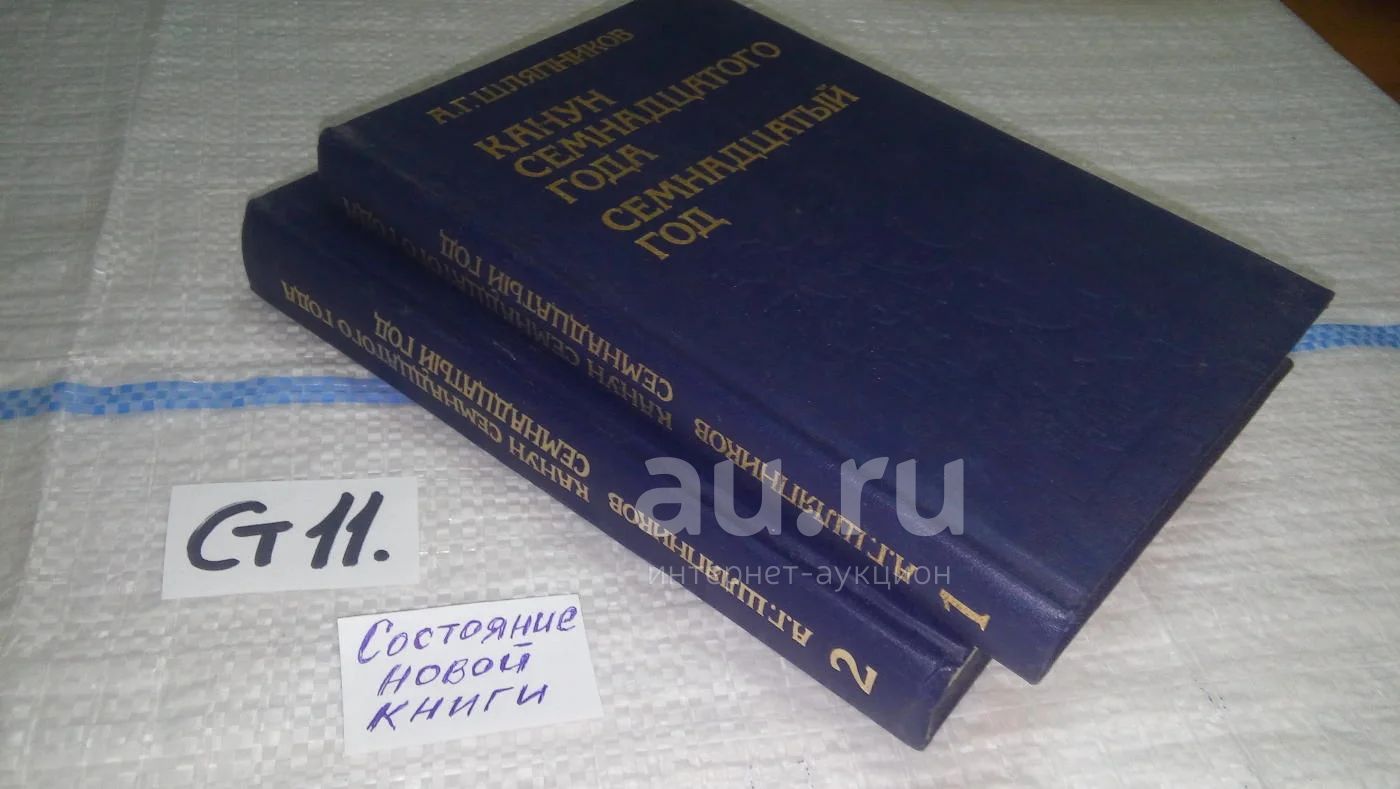 А.Г. ШЛЯПНИКОВ
КАНУН
СЕМНАДЦАТОГО
ГОДА
СЕМНАДЦАТЫЙ
ГОД
А.Г. ШЛЯПНИКОВ КАНУН СЕМНАДЦАТОГО ГОДА
СЕМНАДЦАТЫЙ ГОД
1
А.Г. ШЛЯПНИКОВ КАНУН СЕМНАДЦАТОГО ГОДА
СЕМНАДЦАТЫЙ ГОД
2
au.ru
интернет-аукцион
Ст 11.
Состояние
новой
книги